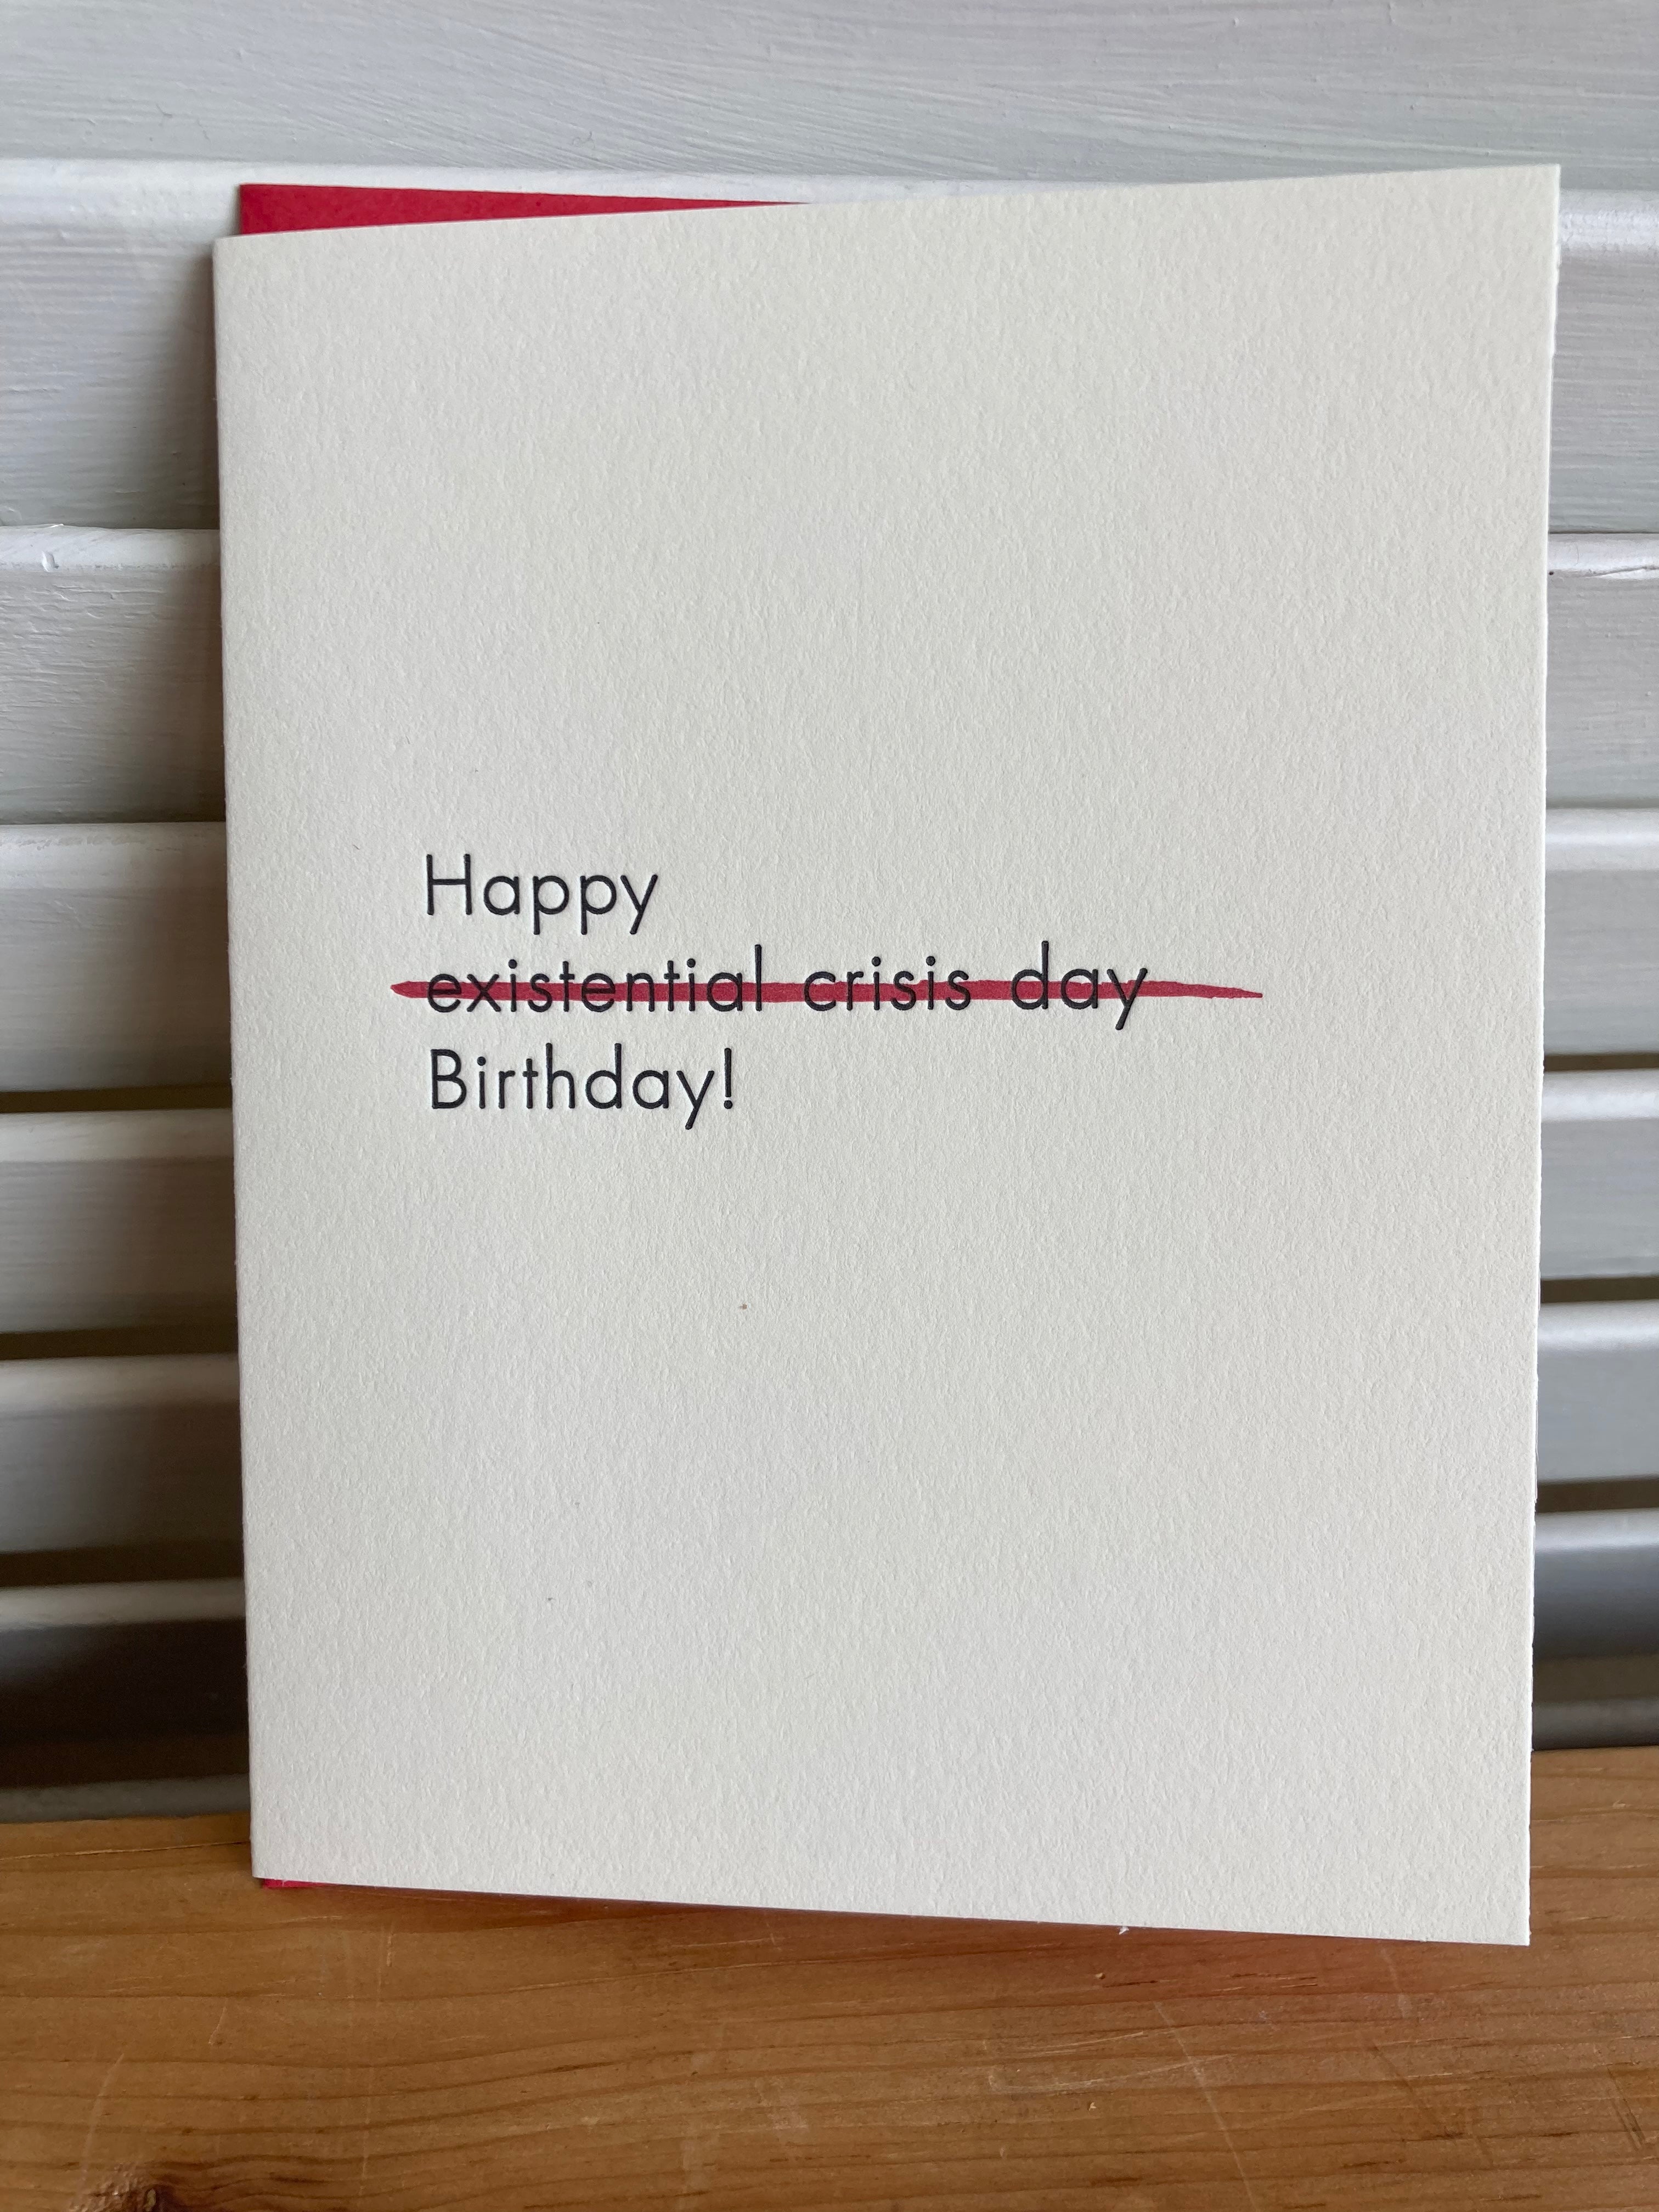 Happy
existential crisis day
Birthday!